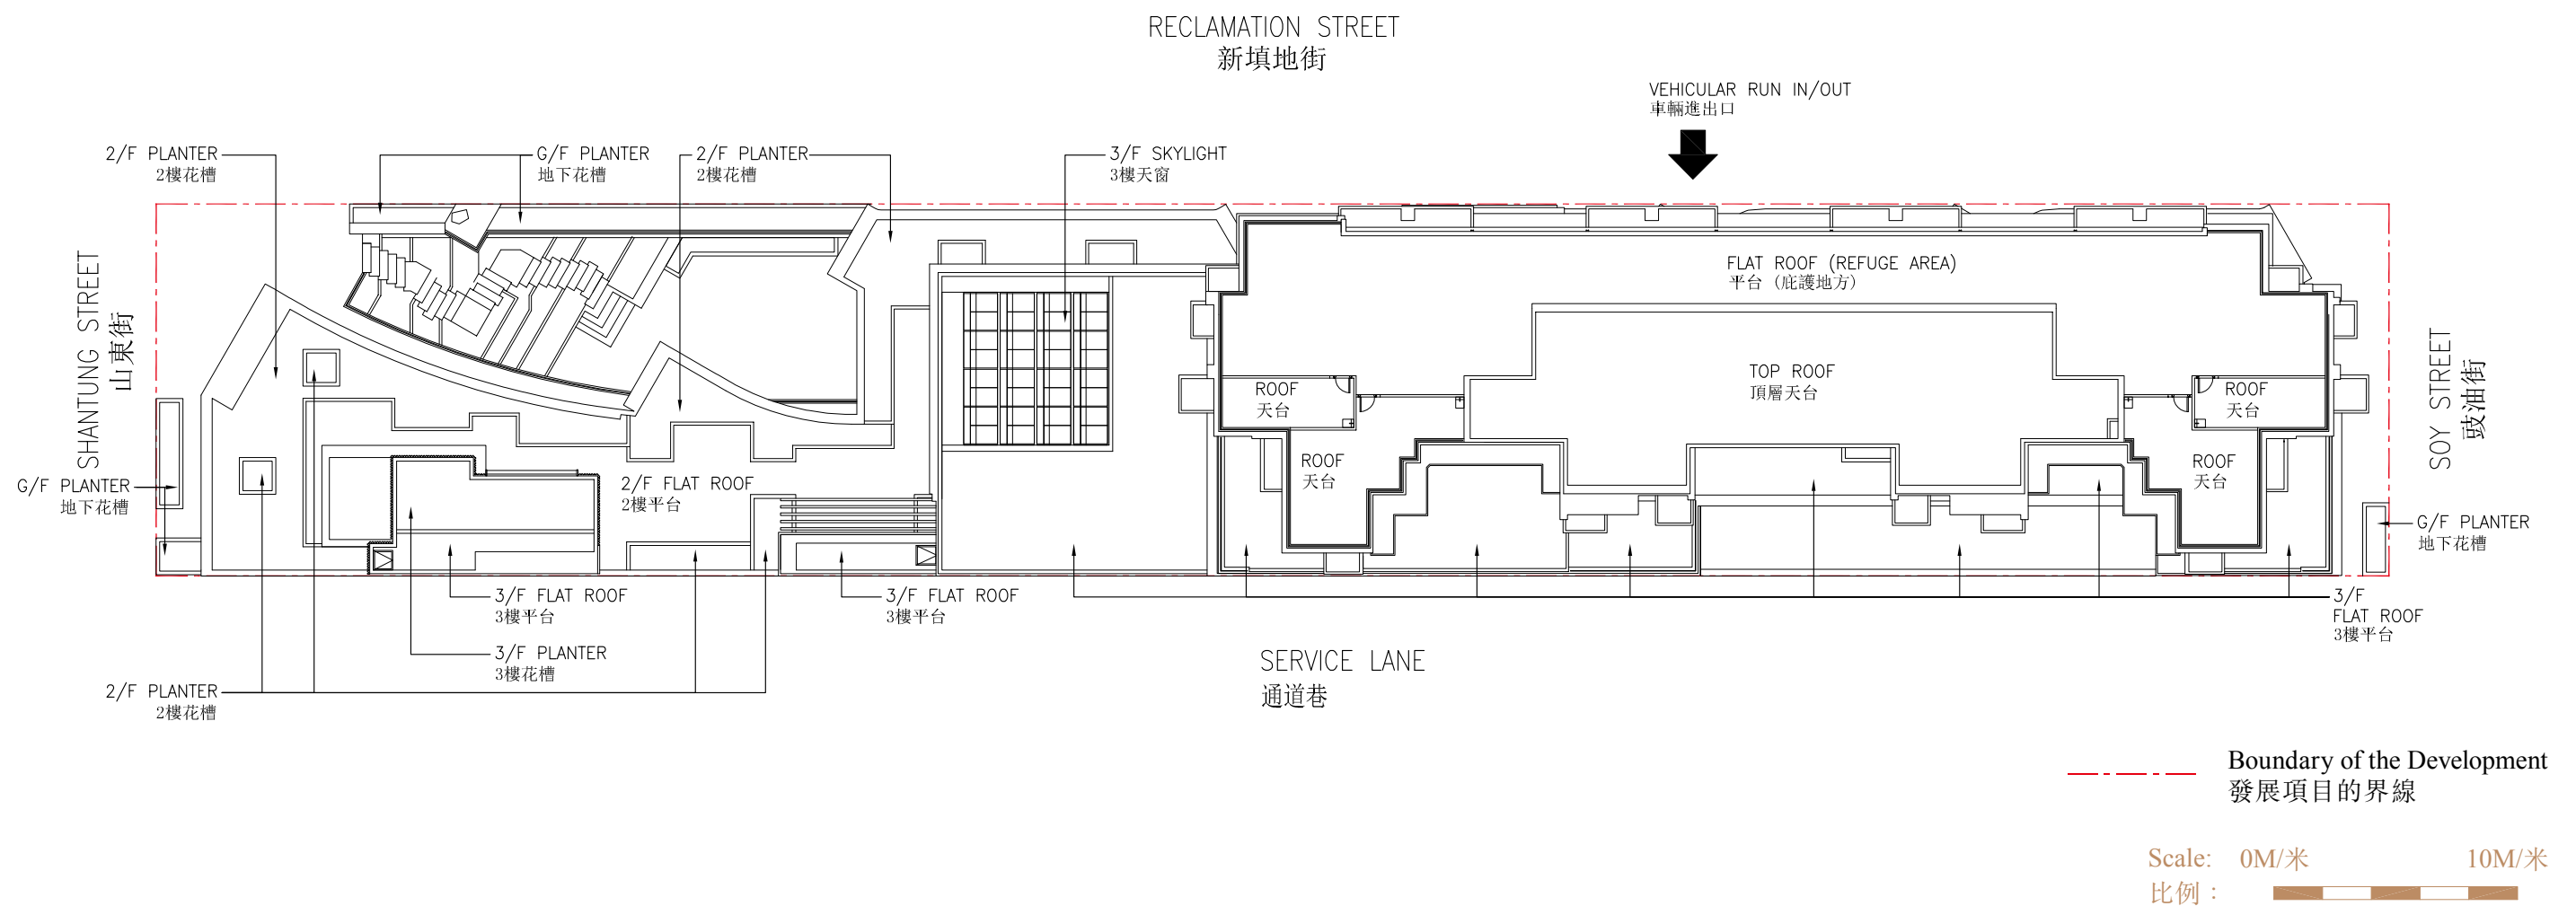 RECLAMATION STREET
新填地街
VEHICULAR RUN IN/OUT
車輛進出口
2/F PLANTER
2樓花槽
G/F PLANTER
地下花槽
2/F PLANTER
2樓花槽
3/F SKYLIGHT
3樓天窗
SHANTUNG STREET
山東街
FLAT ROOF (REFUGE AREA)
平台 (庇護地方)
TOP ROOF
頂層天台
ROOF
天台
ROOF
天台
ROOF
天台
ROOF
天台
SOY STREET
豉油街
G/F PLANTER
地下花槽
2/F FLAT ROOF
2樓平台
G/F PLANTER
地下花槽
3/F FLAT ROOF
3樓平台
3/F FLAT ROOF
3樓平台
3/F
FLAT ROOF
3樓平台
3/F PLANTER
3樓花槽
2/F PLANTER
2樓花槽
SERVICE LANE
通道巷
Boundary of the Development
發展項目的界線
Scale: 0M/米 10M/米
比例：